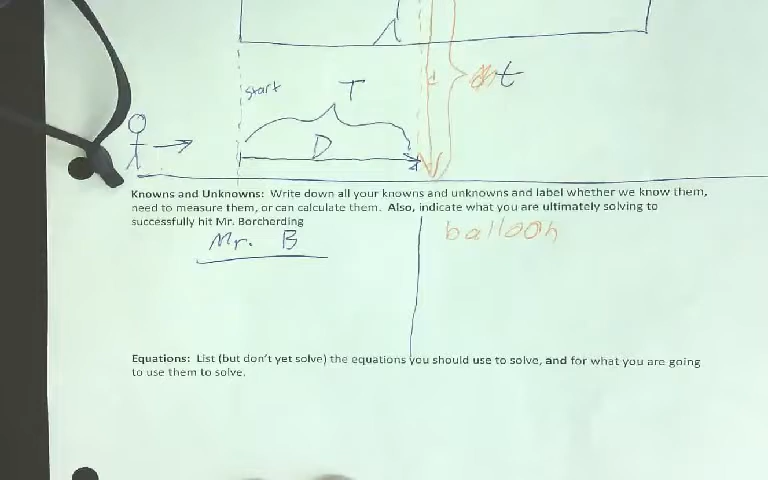 start
T
t
D
Knowns and Unknowns: Write down all your knowns and unknowns and label whether we know them,
need to measure them, or can calculate them. Also, indicate what you are ultimately solving to
successfully hit Mr. Borcherding
Mr. B
balloon
Equations: List (but don't yet solve) the equations you should use to solve, and for what you are going
to use them to solve.